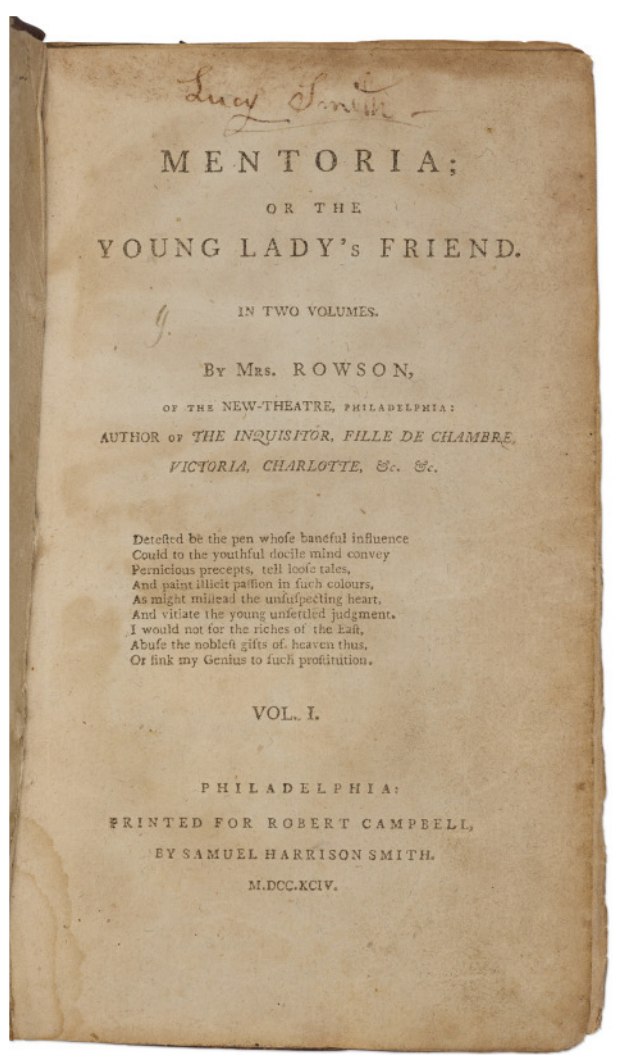 Lucy Smith
MENTORIA;
OR THE
YOUNG LADY's FRIEND.
IN TWO VOLUMES.
9.
By Mrs. ROWSON,
OF THE NEW-THEATRE, PHILADELPHIA:
AUTHOR OF THE INQUISITOR, FILLE DE CHAMBRE,
VICTORIA, CHARLOTTE, &c. &c.
Deteſted be the pen whoſe baneful influence
Could to the youthful docile mind convey
Pernicious precepts, tell looſe tales,
And paint illicit paſſion in ſuch colours,
As might miſlead the unſuſpecting heart,
And vitiate the young unſettled judgment.
I would not for the riches of the Eaſt,
Abuſe the nobleſt gifts of heaven thus,
Or ſink my Genius to ſuch proſtitution.
VOL. I.
PHILADELPHIA:
PRINTED FOR ROBERT CAMPBELL,
BY SAMUEL HARRISON SMITH.
M.DCC.XCIV.